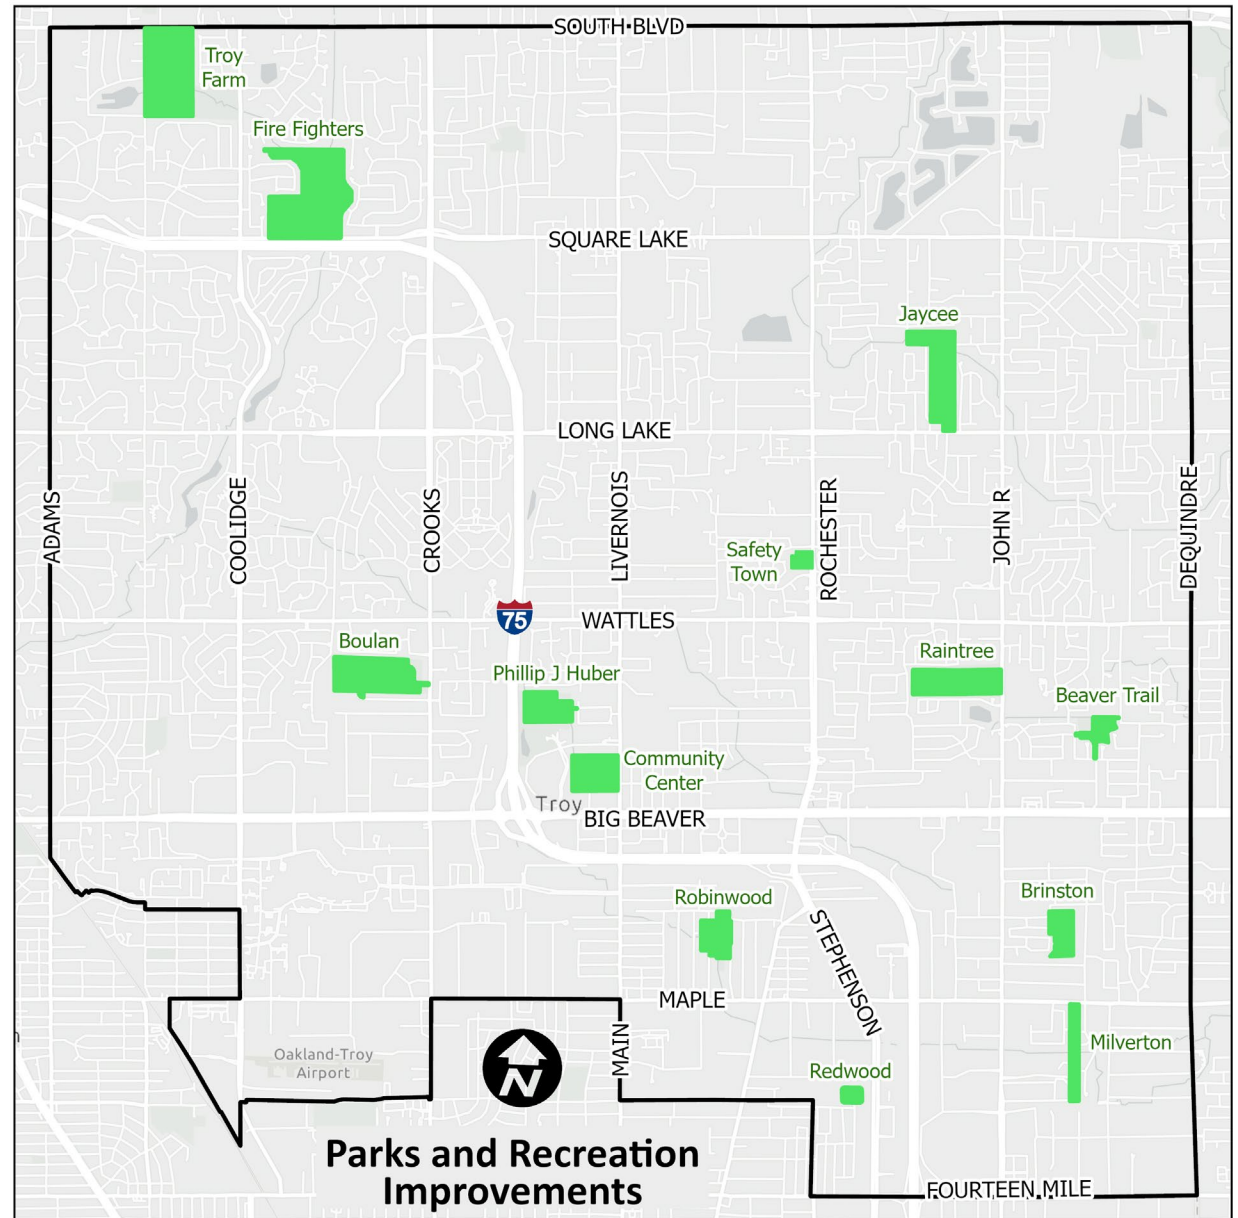 SOUTH BLVD
Troy
Farm
Fire Fighters
SQUARE LAKE
Jaycee
LONG LAKE
ADAMS
COOLIDGE
CROOKS
LIVERNOIS
ROCHESTER
JOHN R
DEQUINDRE
Safety
Town
75
WATTLES
Boulan
Phillip J Huber
Raintree
Beaver Trail
Community
Center
Troy
BIG BEAVER
Robinwood
Brinston
STEPHENSON
MAPLE
MAIN
Oakland-Troy
Airport
N
Redwood
Milverton
Parks and Recreation
Improvements
FOURTEEN MILE